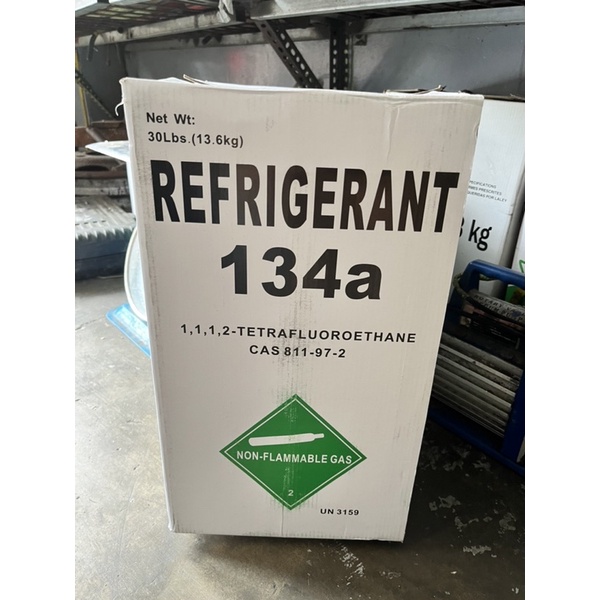 Net Wt:
30Lbs.(13.6kg)
REFRIGERANT
134a
1,1,1,2-TETRAFLUOROETHANE
CAS 811-97-2
NON-FLAMMABLE GAS
2
UN 3159
SPECIFICATIONS
kg